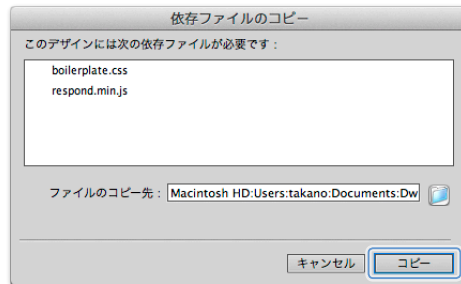 依存ファイルのコピー
このデザインには次の依存ファイルが必要です：
boilerplate.css
respond.min.js
ファイルのコピー先： Macintosh HD:Users:takano:Documents:Dw
キャンセル コピー